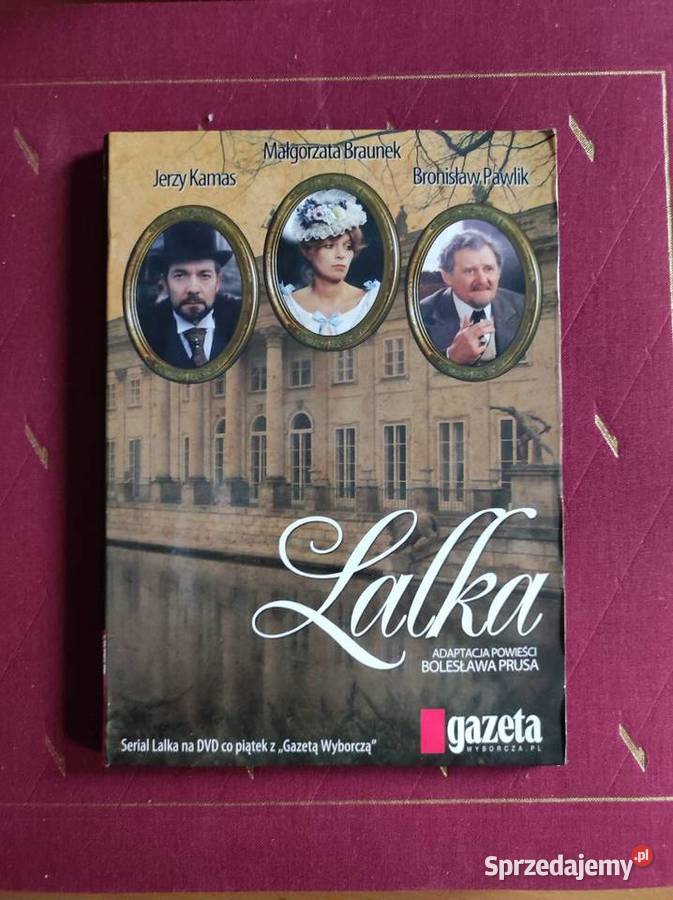 Małgorzata Braunek
Jerzy Kamas
Bronisław Pawlik
Lalka
ADAPTACJA POWIEŚCI
BOLESŁAWA PRUSA
gazeta
WYBORCZA.PL
Serial Lalka na DVD co piątek z „Gazetą Wyborczą”
Sprzedajemy.pl